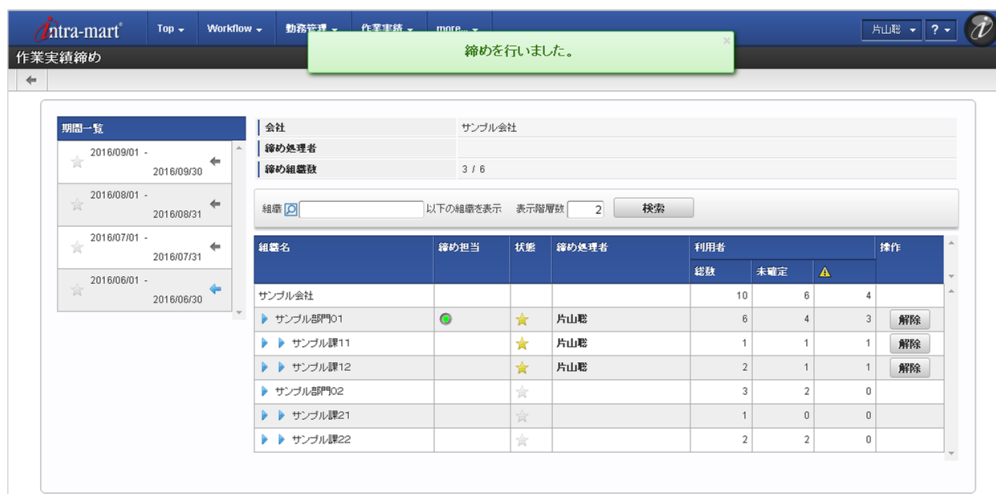 intra-mart Top Workflow 勤務管理 作業実績 more... 片山聡 ?
作業実績締め
締めを行いました。 ×
期間一覧
2016/09/01 -
2016/09/30
2016/08/01 -
2016/08/31
2016/07/01 -
2016/07/31
2016/06/01 -
2016/06/30
会社 サンプル会社
締め処理者
締め組織数 3 / 6
組織 以下の組織を表示 表示階層数 2 検索
組織名 締め担当 状態 締め処理者 利用者 操作
総数 未確定
サンプル会社 10 6 4
サンプル部門01 片山聡 6 4 3 解除
サンプル課11 片山聡 1 1 1 解除
サンプル課12 片山聡 2 1 1 解除
サンプル部門02 3 2 0
サンプル課21 1 0 0
サンプル課22 2 2 0